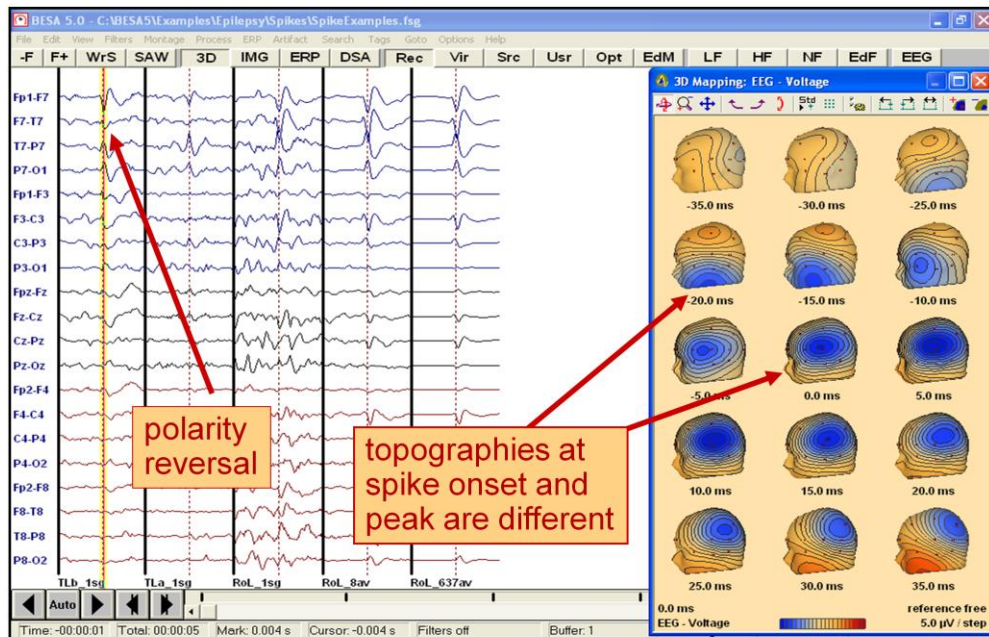 BESA 5.0 - C:\BESA5\Examples\Epilepsy\Spikes\SpikeExamples.fsg
File Edit View Filters Montage Process ERP Artifact Search Tags Goto Options Help
-F F+ WrS SAW 3D IMG ERP DSA Rec Vir Src Usr Opt EdM LF HF NF EdF EEG
Fp1-F7
F7-T7
T7-P7
P7-O1
Fp1-F3
F3-C3
C3-P3
P3-O1
Fpz-Fz
Fz-Cz
Cz-Pz
Pz-Oz
Fp2-F4
F4-C4
C4-P4
P4-O2
Fp2-F8
F8-T8
T8-P8
P8-O2
TLb_1sg TLa_1sg RoL_1sg RoL_8av RoL_637av
polarity
reversal
topographies at
spike onset and
peak are different
3D Mapping: EEG - Voltage
Std
-35.0 ms -30.0 ms -25.0 ms
-20.0 ms -15.0 ms -10.0 ms
-5.0 ms 0.0 ms 5.0 ms
10.0 ms 15.0 ms 20.0 ms
25.0 ms 30.0 ms 35.0 ms
0.0 ms reference free
EEG - Voltage 5.0 µV / step
Auto
Time: -00:00:01 Total: 00:00:05 Mark: 0.004 s Cursor: -0.004 s Filters off Buffer: 1